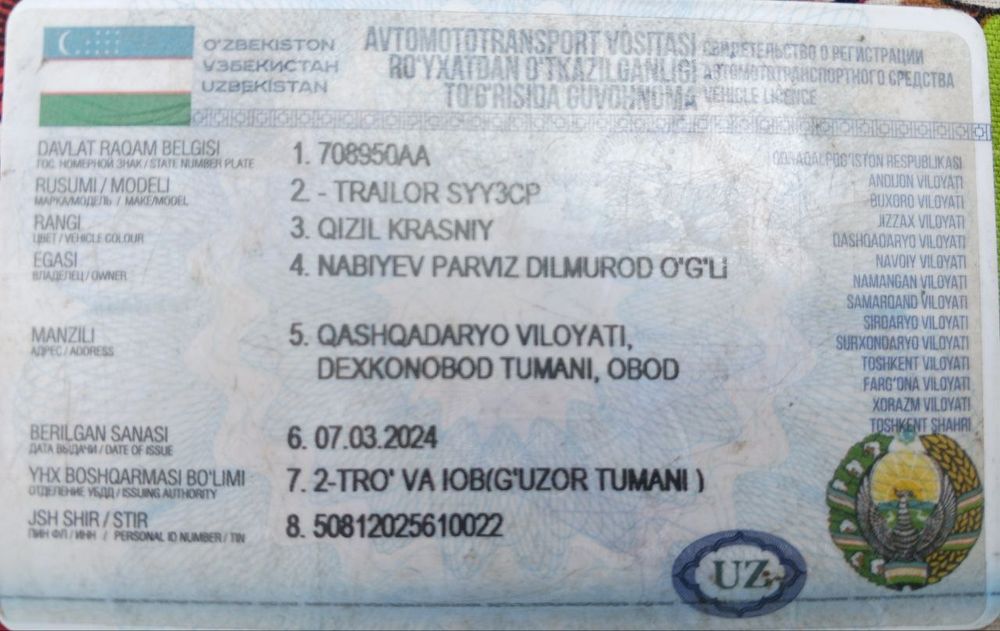 O'ZBEKISTON
ЎЗБЕКИСТАН
UZBEKISTAN
AVTOMOTOTRANSPORT VOSITASI
RO'YXATDAN O'TKAZILGANLIGI
TO'G'RISIDA GUVOHNOMA
СВИДЕТЕЛЬСТВО О РЕГИСТРАЦИИ
АВТОМОТОТРАНСПОРТНОГО СРЕДСТВА
VEHICLE LICENCE
DAVLAT RAQAM BELGISI 1. 708950AA
ГОС. НОМЕРНОЙ ЗНАК / STATE NUMBER PLATE
RUSUMI / MODELI 2. - TRAILOR SYY3CP
МАРКА/МОДЕЛЬ / MAKE/MODEL
RANGI 3. QIZIL KRASNIY
ЦВЕТ / VEHICLE COLOUR
EGASI 4. NABIYEV PARVIZ DILMUROD O'G'LI
ВЛАДЕЛЕЦ / OWNER
MANZILI 5. QASHQADARYO VILOYATI,
АДРЕС / ADDRESS
DEXKONOBOD TUMANI, OBOD
BERILGAN SANASI 6. 07.03.2024
ДАТА ВЫДАЧИ / DATE OF ISSUE
YHX BOSHQARMASI BO'LIMI 7. 2-TRO' VA IOB(G'UZOR TUMANI )
ОТДЕЛЕНИЕ УБДД / ISSUING AUTHORITY
JSH SHIR / STIR 8. 50812025610022
ПИН ФЛ / ИНН / PERSONAL ID NUMBER / TIN
QORAQALPOG'ISTON RESPUBLIKASI
ANDIJON VILOYATI
BUXORO VILOYATI
JIZZAX VILOYATI
QASHQADARYO VILOYATI
NAVOIY VILOYATI
NAMANGAN VILOYATI
SAMARQAND VILOYATI
SIRDARYO VILOYATI
SURXONDARYO VILOYATI
TOSHKENT VILOYATI
FARG'ONA VILOYATI
XORAZM VILOYATI
TOSHKENT SHAHRI
UZ